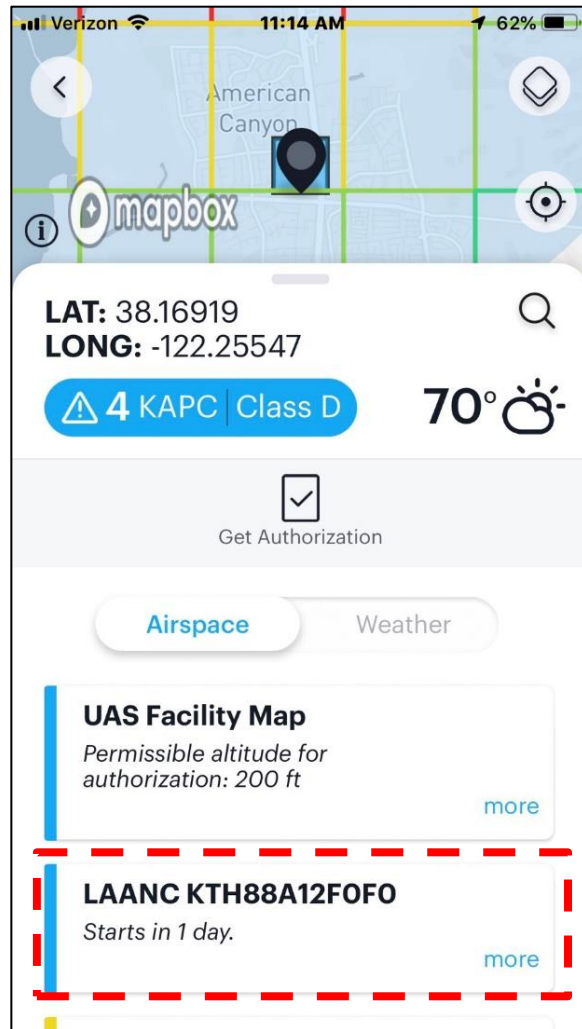 Verizon 11:14 AM 62%
American
Canyon
i mapbox
LAT: 38.16919
LONG: -122.25547
4 KAPC | Class D 70°
Get Authorization
Airspace Weather
UAS Facility Map
Permissible altitude for
authorization: 200 ft
more
LAANC KTH88A12F0F0
Starts in 1 day.
more